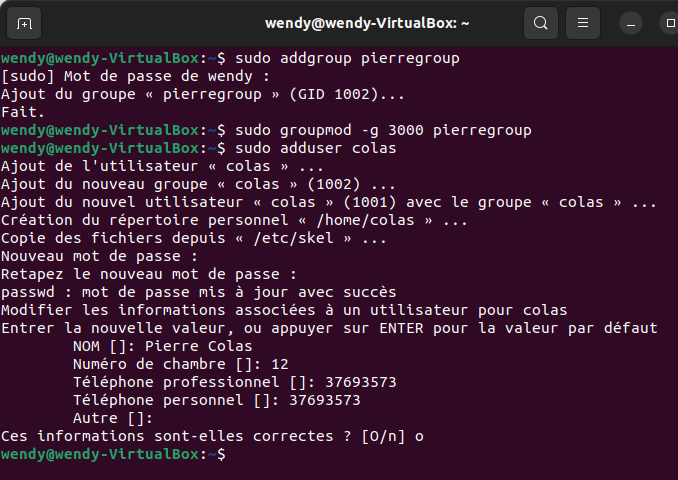 wendy@wendy-VirtualBox: ~
wendy@wendy-VirtualBox:~$ sudo addgroup pierregroup
[sudo] Mot de passe de wendy :
Ajout du groupe « pierregroup » (GID 1002)...
Fait.
wendy@wendy-VirtualBox:~$ sudo groupmod -g 3000 pierregroup
wendy@wendy-VirtualBox:~$ sudo adduser colas
Ajout de l'utilisateur « colas » ...
Ajout du nouveau groupe « colas » (1002) ...
Ajout du nouvel utilisateur « colas » (1001) avec le groupe « colas » ...
Création du répertoire personnel « /home/colas » ...
Copie des fichiers depuis « /etc/skel » ...
Nouveau mot de passe :
Retapez le nouveau mot de passe :
passwd : mot de passe mis à jour avec succès
Modifier les informations associées à un utilisateur pour colas
Entrer la nouvelle valeur, ou appuyer sur ENTER pour la valeur par défaut
NOM []: Pierre Colas
Numéro de chambre []: 12
Téléphone professionnel []: 37693573
Téléphone personnel []: 37693573
Autre []:
Ces informations sont-elles correctes ? [O/n] o
wendy@wendy-VirtualBox:~$